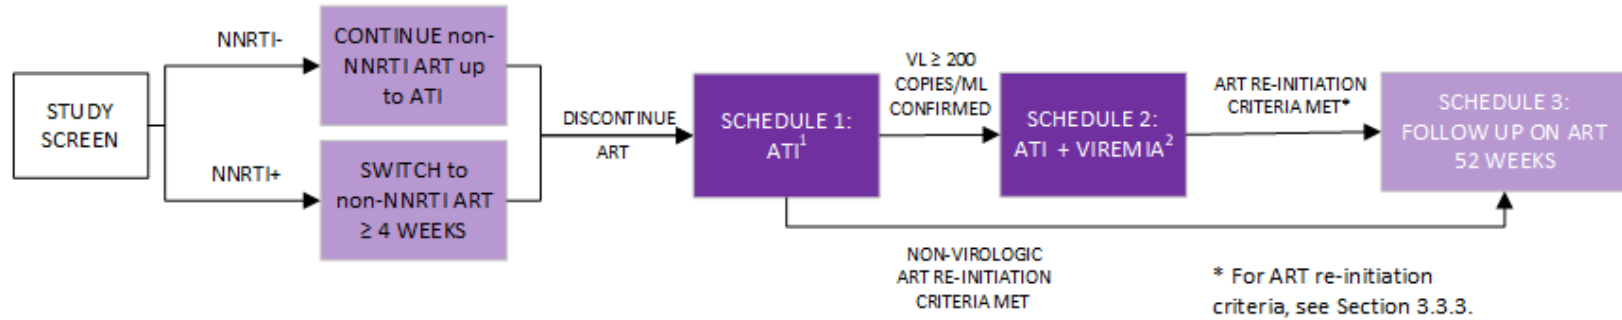 STUDY
SCREEN
NNRTI-
NNRTI+
CONTINUE non-
NNRTI ART up
to ATI
SWITCH to
non-NNRTI ART
≥ 4 WEEKS
DISCONTINUE
ART
SCHEDULE 1:
ATI¹
VL ≥ 200
COPIES/ML
CONFIRMED
SCHEDULE 2:
ATI + VIREMIA²
ART RE-INITIATION
CRITERIA MET*
SCHEDULE 3:
FOLLOW UP ON ART
52 WEEKS
NON-VIROLOGIC
ART RE-INITIATION
CRITERIA MET
* For ART re-initiation
criteria, see Section 3.3.3.